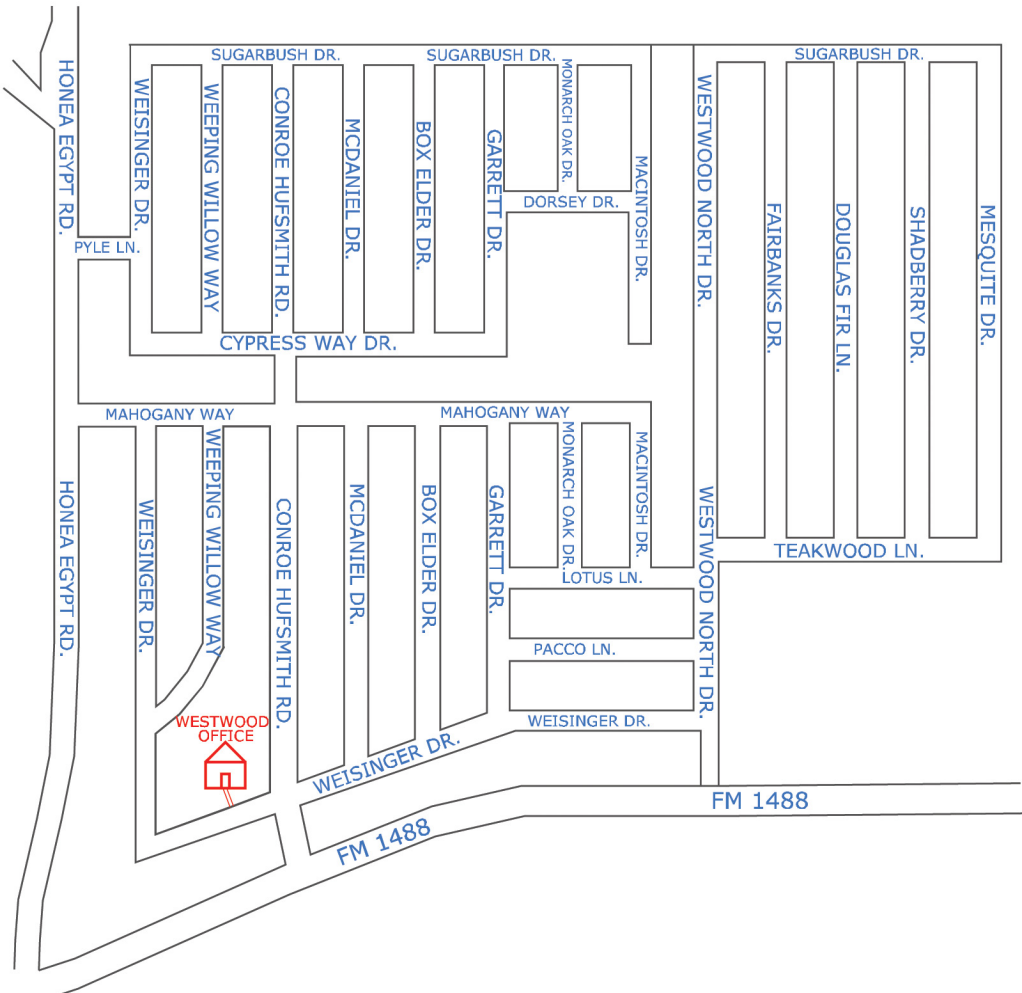 SUGARBUSH DR.
SUGARBUSH DR.
SUGARBUSH DR.
HONEA EGYPT RD.
WEISINGER DR.
WEEPING WILLOW WAY
CONROE HUFSMITH RD.
MCDANIEL DR.
BOX ELDER DR.
GARRETT DR.
MONARCH OAK DR.
MACINTOSH DR.
WESTWOOD NORTH DR.
FAIRBANKS DR.
DOUGLAS FIR LN.
SHADBERRY DR.
MESQUITE DR.
DORSEY DR.
PYLE LN.
CYPRESS WAY DR.
MAHOGANY WAY
MAHOGANY WAY
HONEA EGYPT RD.
WEISINGER DR.
WEEPING WILLOW WAY
CONROE HUFSMITH RD.
MCDANIEL DR.
BOX ELDER DR.
GARRETT DR.
MONARCH OAK DR.
MACINTOSH DR.
WESTWOOD NORTH DR.
TEAKWOOD LN.
LOTUS LN.
PACCO LN.
WEISINGER DR.
WESTWOOD
OFFICE
WEISINGER DR.
FM 1488
FM 1488